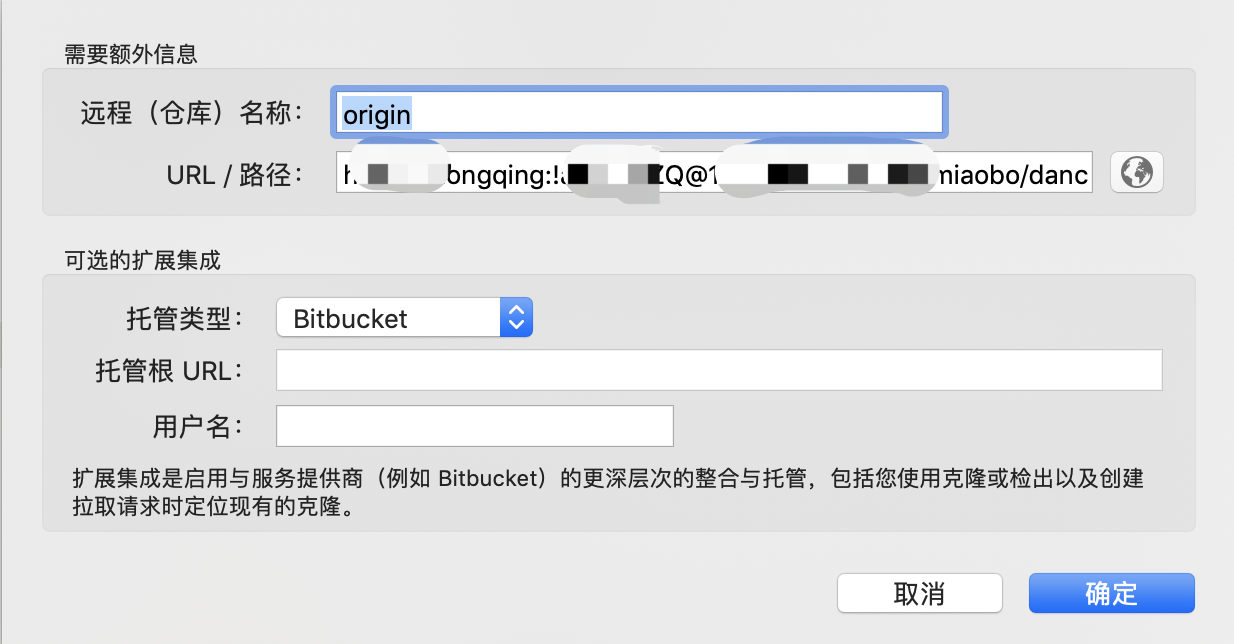 需要额外信息
远程（仓库）名称：
origin
URL / 路径：
bngqing:! ZQ@1 miaobo/danc
可选的扩展集成
托管类型：
Bitbucket
托管根 URL：
用户名：
扩展集成是启用与服务提供商（例如 Bitbucket）的更深层次的整合与托管，包括您使用克隆或检出以及创建
拉取请求时定位现有的克隆。
取消
确定